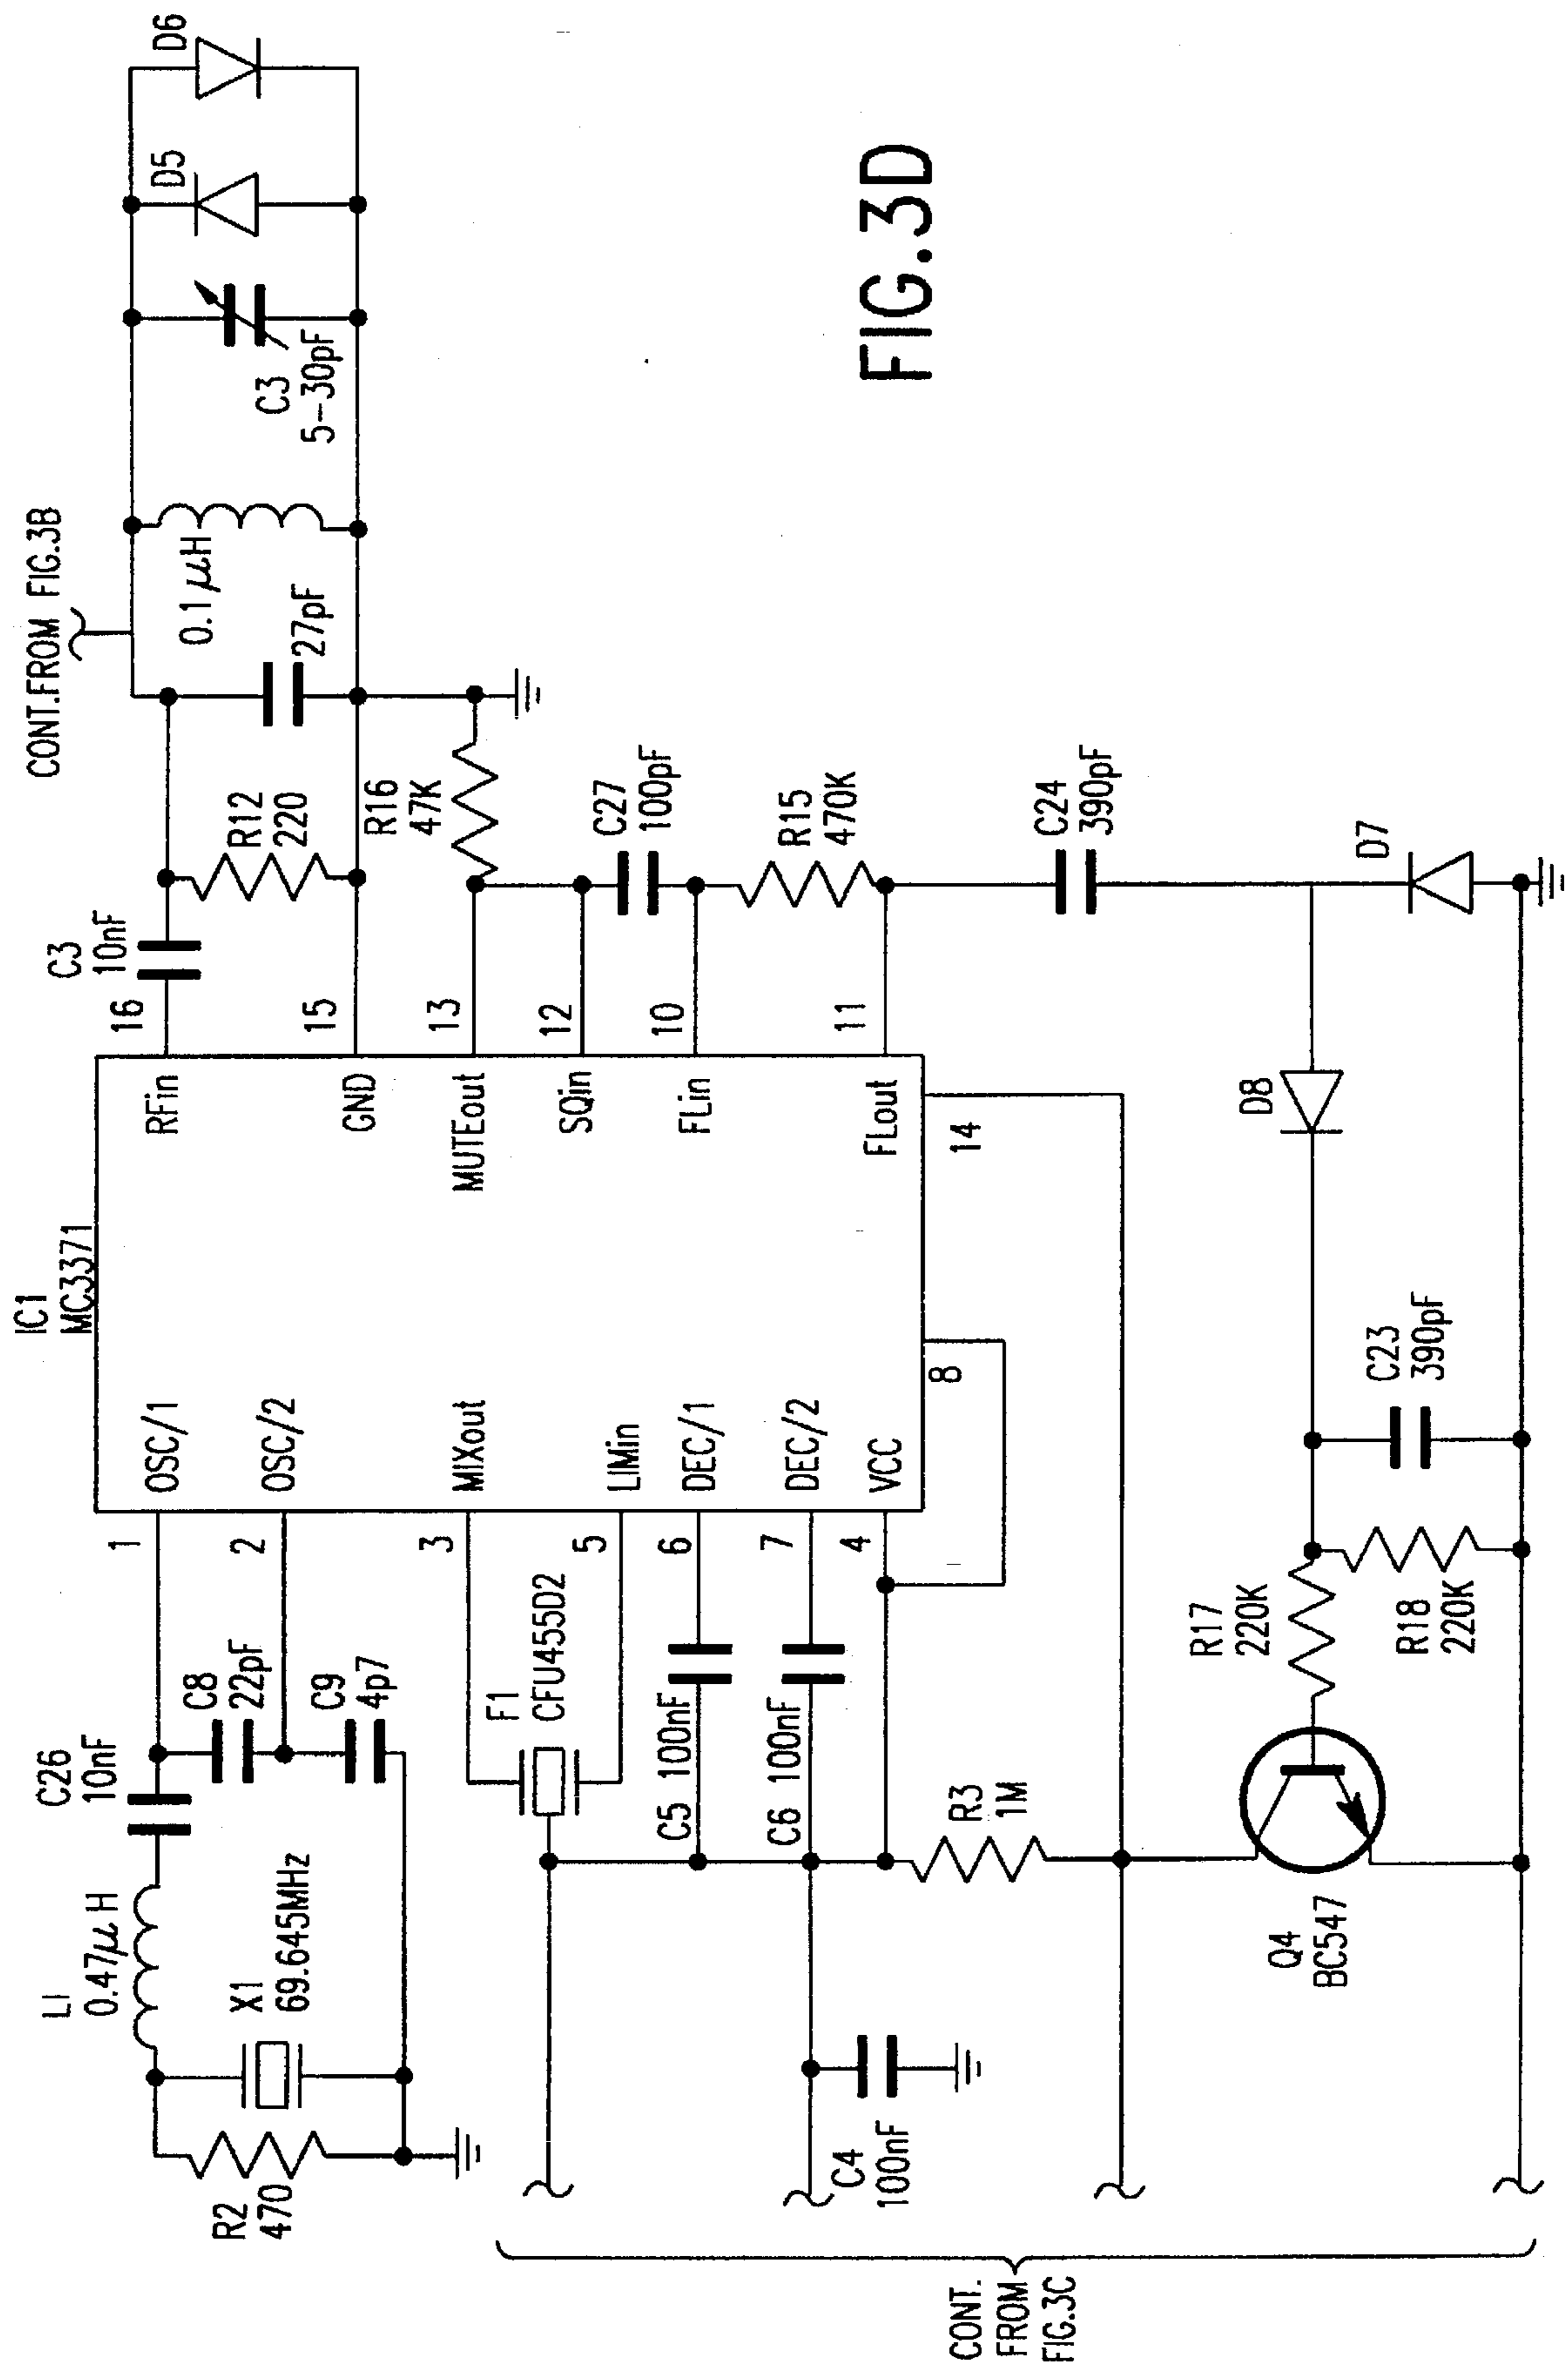 CONT.FROM FIG.3B
IC1
MC3371
L1
0.47μH
C26
10nF
C3
10nF
R2
470
X1
69.645MHz
C8
22pF
C9
4p7
1
OSC/1
2
OSC/2
3
MIXout
5
LIMin
6
DEC/1
7
DEC/2
4
VCC
8
RFin
16
GND
15
MUTEout
13
SQin
12
FLin
10
FLout
11
14
R12
220
27pF
0.1μH
C3
5-30pF
D5
D6
R16
47K
C27
100pF
R15
470K
F1
CFU455D2
C5 100nF
C6 100nF
C4
100nF
R3
1M
C24
390pF
D7
D8
C23
390pF
R17
220K
R18
220K
Q4
BC547
CONT.
FROM
FIG.3C
FIG.3D